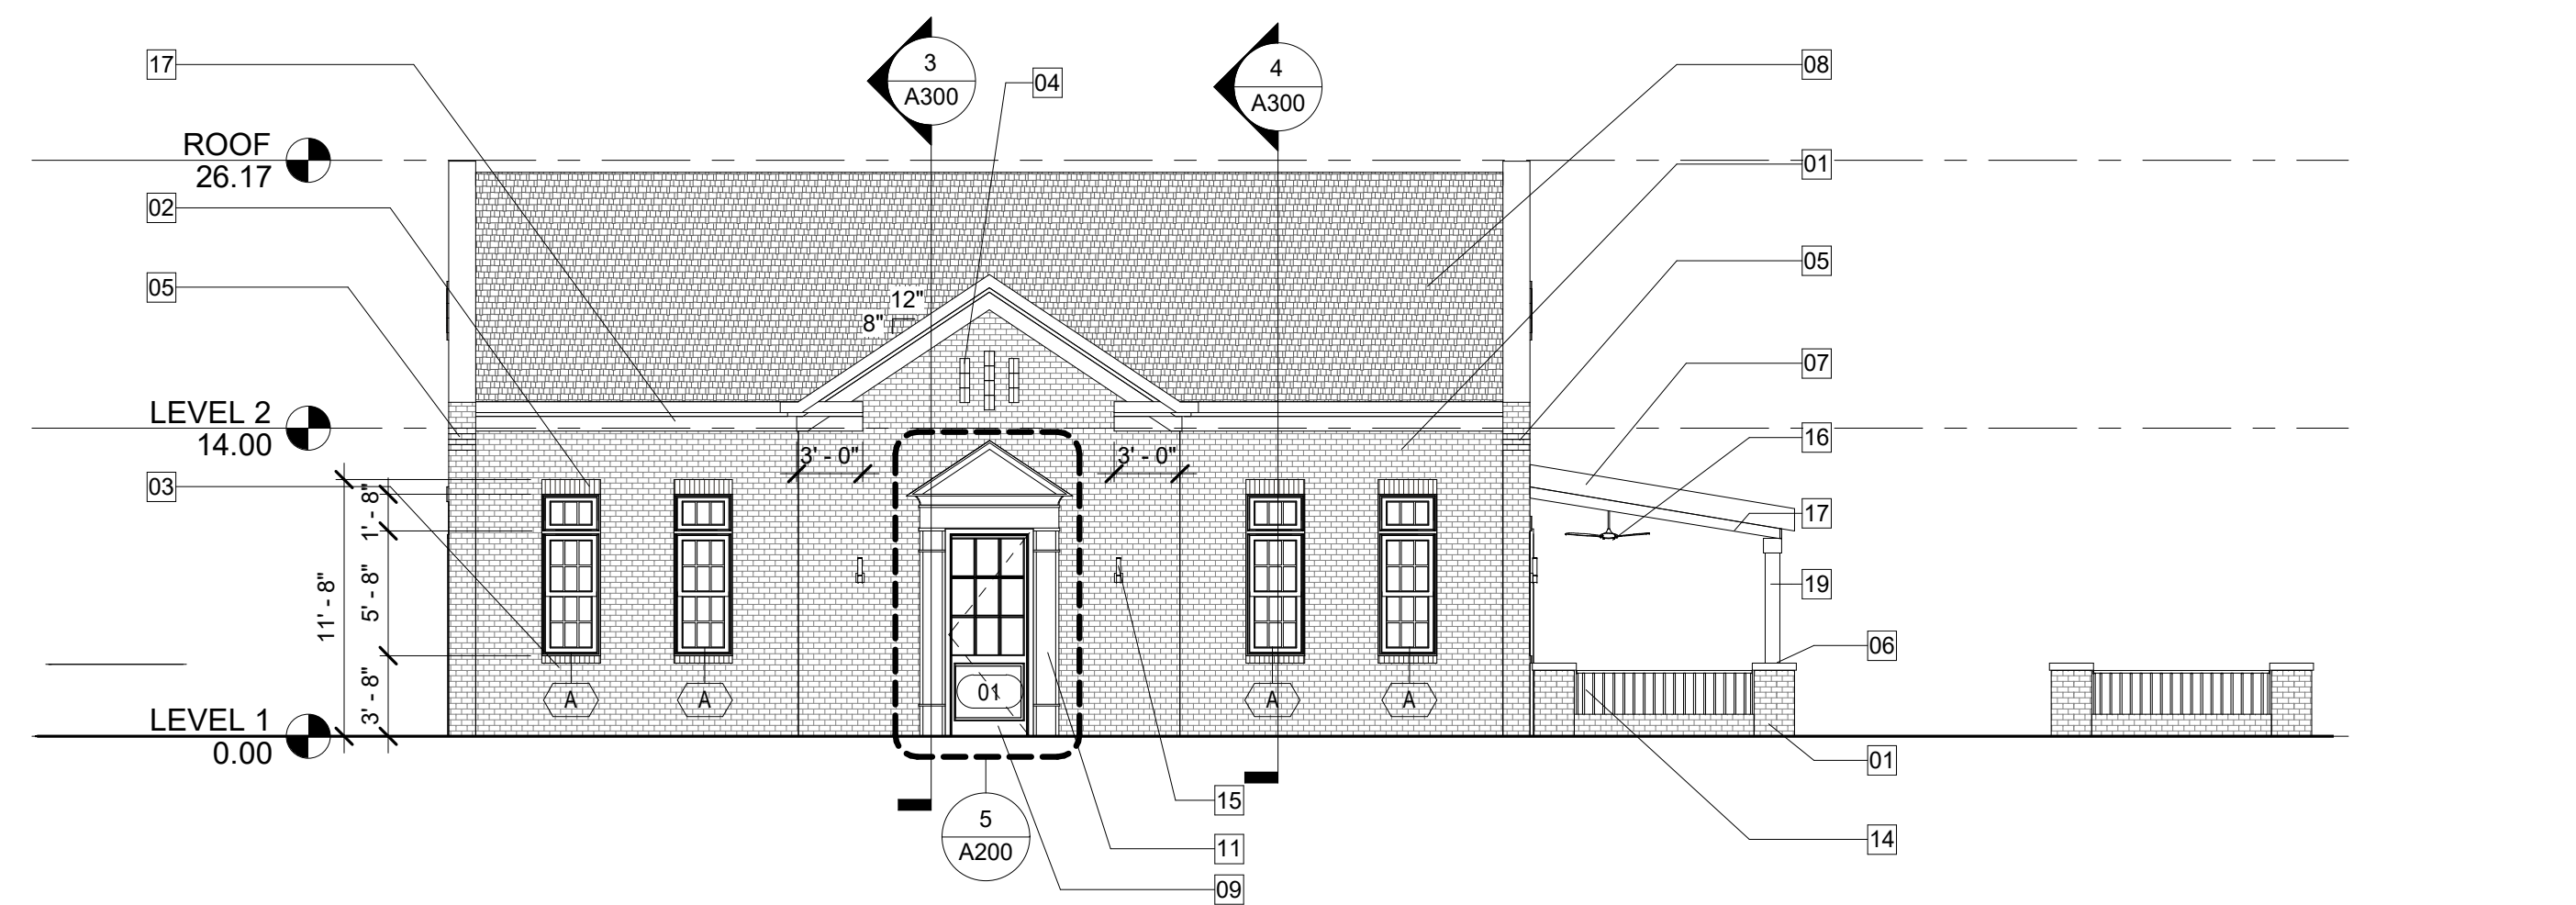 17
3
A300
04
4
A300
08
ROOF
26.17
01
02
05
05
12"
8"
07
LEVEL 2
14.00
16
3' - 0"
3' - 0"
03
1' - 8"
17
11' - 8"
5' - 8"
19
06
3' - 8"
A
A
01
A
A
LEVEL 1
0.00
01
15
5
A200
14
11
09